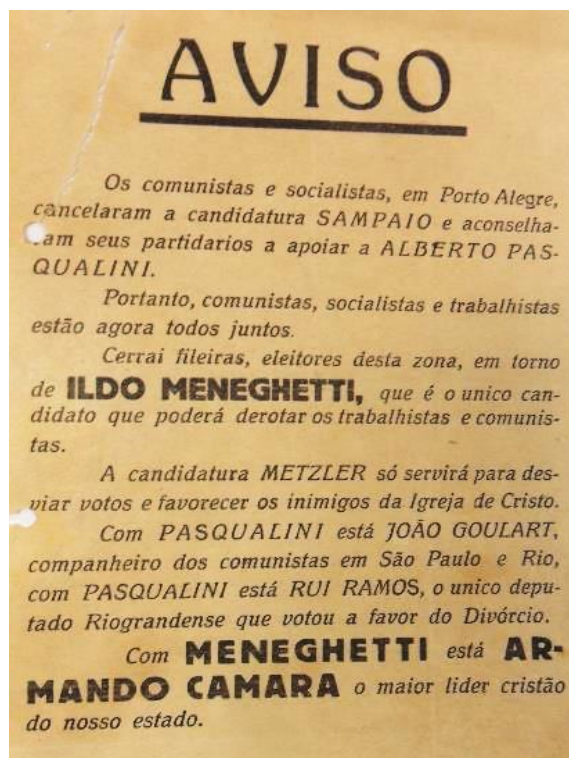 AVISO
Os comunistas e socialistas, em Porto Alegre,
cancelaram a candidatura SAMPAIO e aconselha-
ram seus partidarios a apoiar a ALBERTO PAS-
QUALINI.
Portanto, comunistas, socialistas e trabalhistas
estão agora todos juntos.
Cerrai fileiras, eleitores desta zona, em torno
de ILDO MENEGHETTI, que é o unico can-
didato que poderá derotar os trabalhistas e comunis-
tas.
A candidatura METZLER só servirá para des-
viar votos e favorecer os inimigos da Igreja de Cristo.
Com PASQUALINI está JOÃO GOULART,
companheiro dos comunistas em São Paulo e Rio,
com PASQUALINI está RUI RAMOS, o unico depu-
tado Riograndense que votou a favor do Divórcio.
Com MENEGHETTI está AR-
MANDO CAMARA o maior lider cristão
do nosso estado.